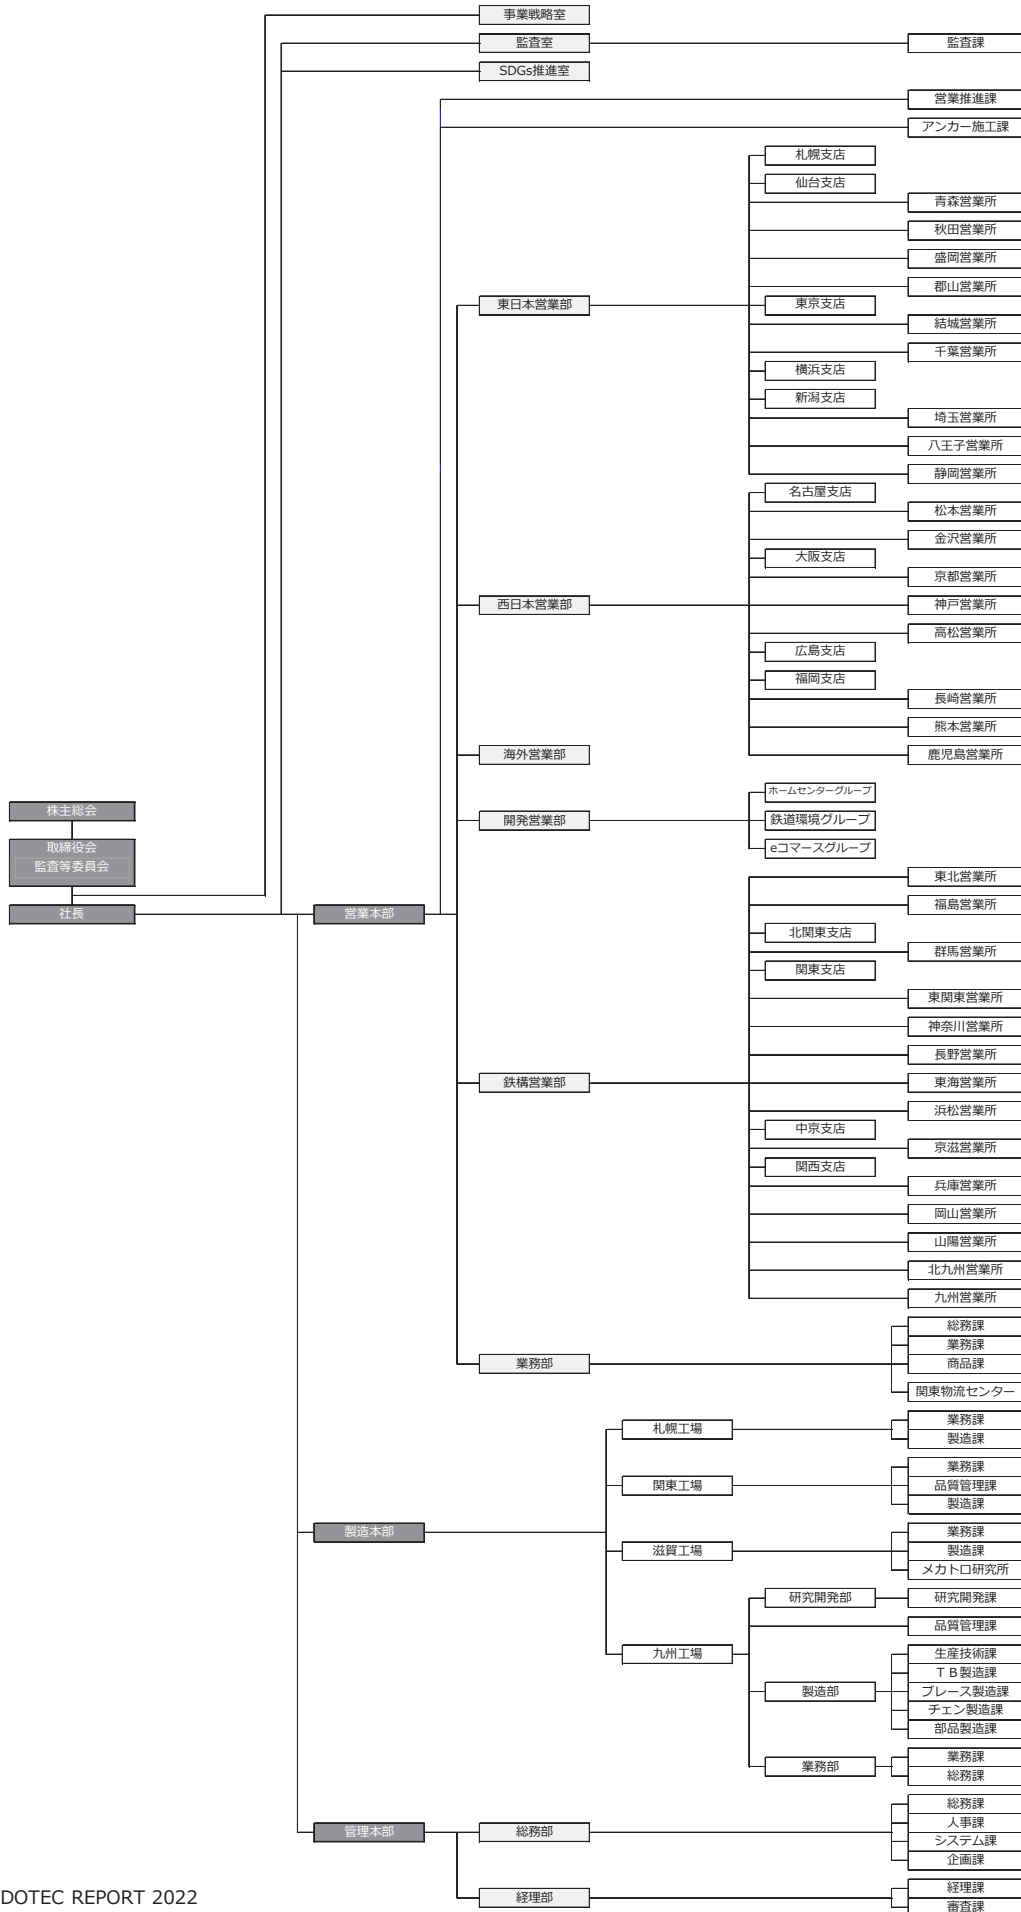 事業戦略室
監査室
監査課
SDGs推進室
営業推進課
アンカー施工課
札幌支店
仙台支店
青森営業所
秋田営業所
盛岡営業所
郡山営業所
東日本営業部
東京支店
結城営業所
千葉営業所
横浜支店
新潟支店
埼玉営業所
八王子営業所
静岡営業所
名古屋支店
松本営業所
金沢営業所
大阪支店
京都営業所
西日本営業部
神戸営業所
高松営業所
広島支店
福岡支店
長崎営業所
熊本営業所
海外営業部
鹿児島営業所
株主総会
取締役会
監査等委員会
社長
ホームセンターグループ
開発営業部
鉄道環境グループ
eコマースグループ
営業本部
東北営業所
福島営業所
北関東支店
群馬営業所
関東支店
東関東営業所
神奈川営業所
長野営業所
鉄構営業部
東海営業所
浜松営業所
中京支店
京滋営業所
関西支店
兵庫営業所
岡山営業所
山陽営業所
北九州営業所
九州営業所
総務課
業務課
業務部
商品課
関東物流センター
札幌工場
業務課
製造課
関東工場
業務課
品質管理課
製造課
製造本部
滋賀工場
業務課
製造課
メカトロ研究所
研究開発部
研究開発課
品質管理課
九州工場
生産技術課
ＴＢ製造課
製造部
ブレース製造課
チェン製造課
部品製造課
業務部
業務課
総務課
管理本部
総務部
総務課
人事課
システム課
企画課
経理部
経理課
審査課
DOTEC REPORT 2022